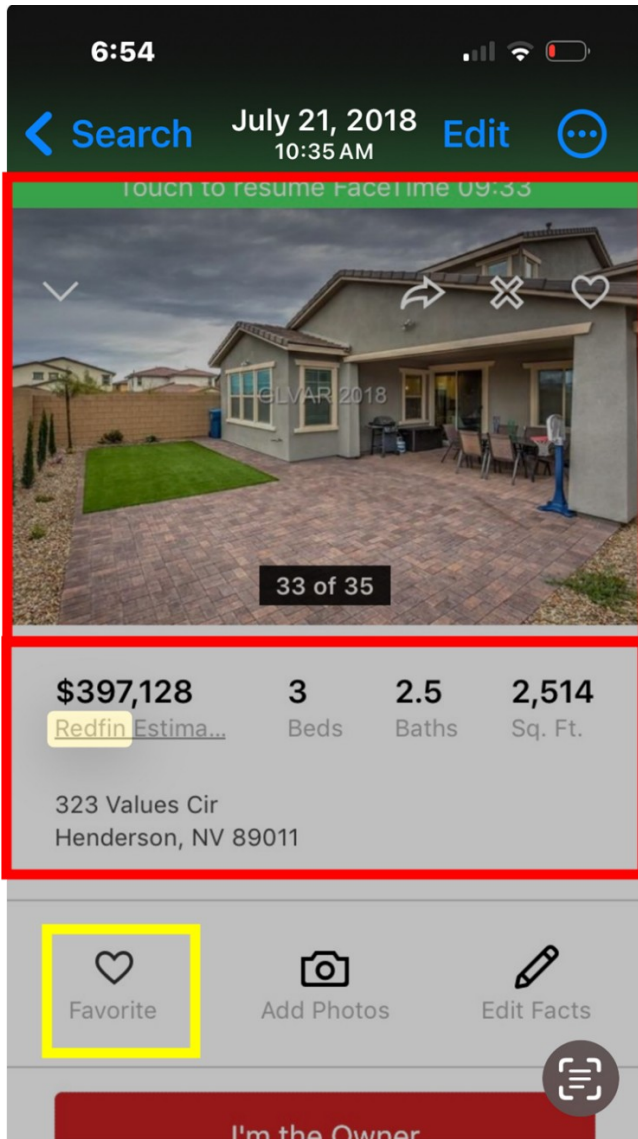 6:54
Search
July 21, 2018
10:35 AM
Edit
Touch to resume FaceTime 09:33
GLVAR 2018
33 of 35
$397,128 3 2.5 2,514
Redfin Estima... Beds Baths Sq. Ft.
323 Values Cir
Henderson, NV 89011
Favorite Add Photos Edit Facts
I'm the Owner